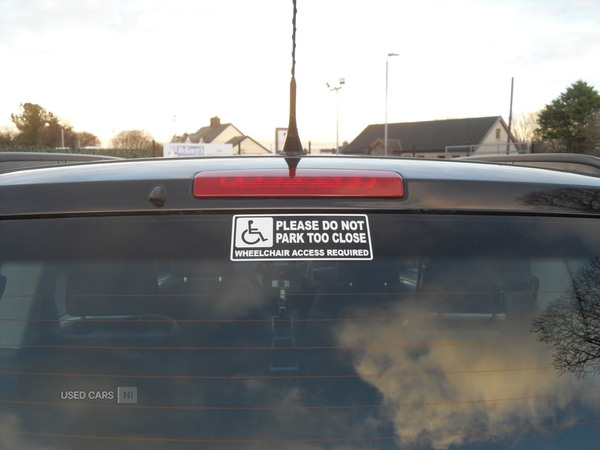 PLEASE DO NOT
PARK TOO CLOSE
WHEELCHAIR ACCESS REQUIRED
USED CARS NI